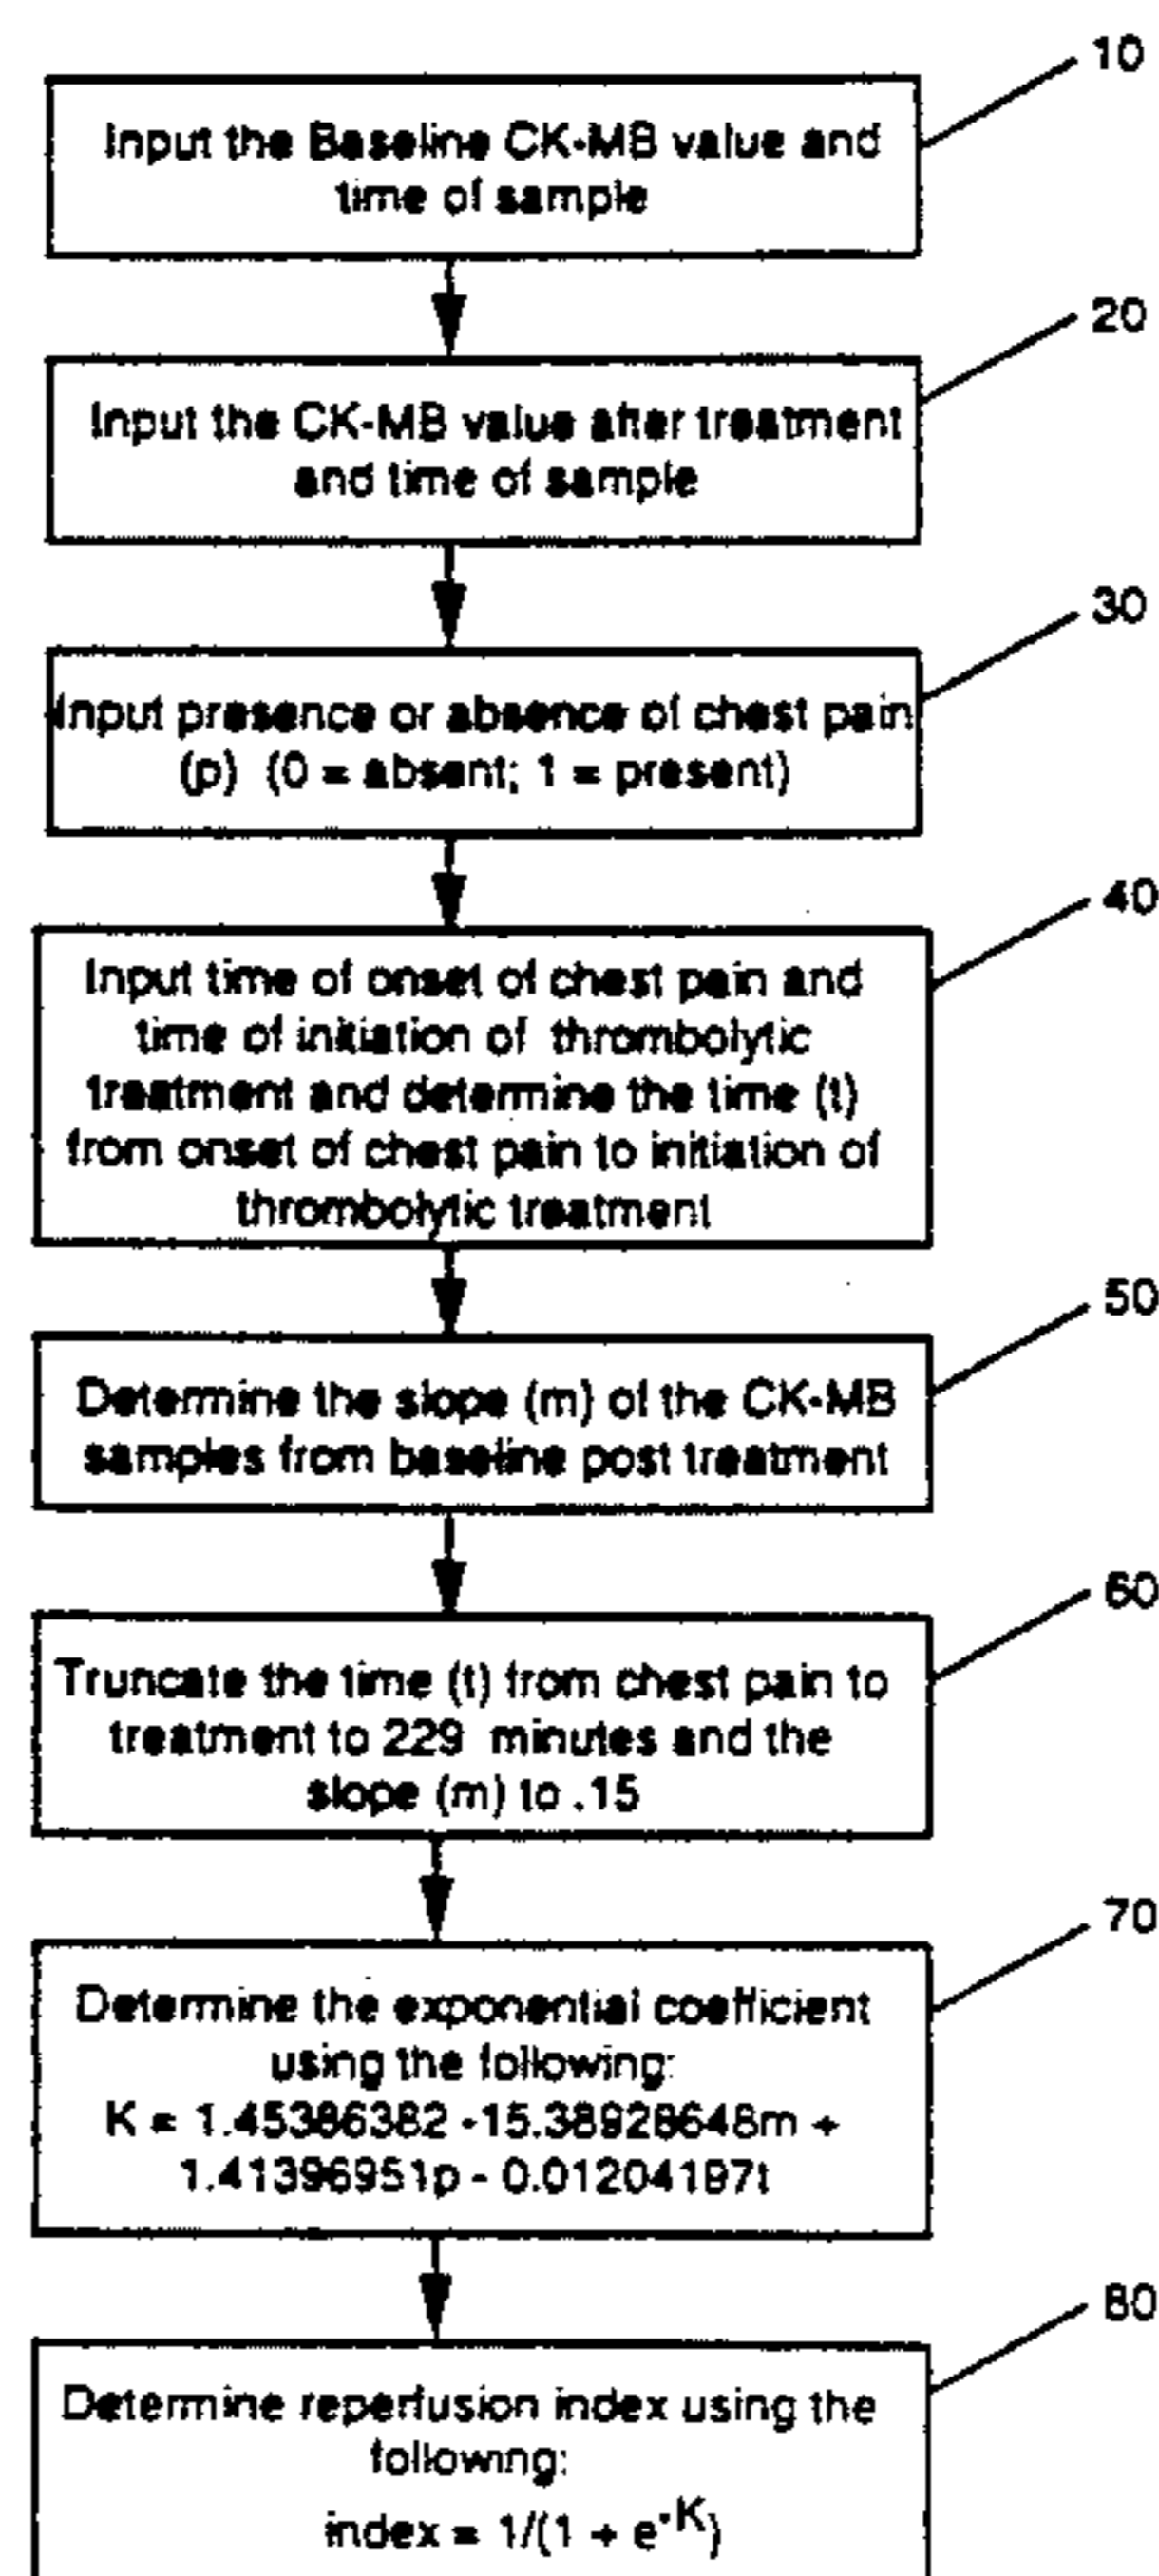 10
Input the Baseline CK-MB value and
time of sample
20
Input the CK-MB value after treatment
and time of sample
30
Input presence or absence of chest pain
(p) (0 = absent; 1 = present)
40
Input time of onset of chest pain and
time of initiation of thrombolytic
treatment and determine the time (t)
from onset of chest pain to initiation of
thrombolytic treatment
50
Determine the slope (m) of the CK-MB
samples from baseline post treatment
60
Truncate the time (t) from chest pain to
treatment to 229 minutes and the
slope (m) to .15
70
Determine the exponential coefficient
using the following:
K = 1.45386382 -15.38928648m +
1.41396951p - 0.01204197t
80
Determine reperfusion index using the
following:
index = 1/(1 + e-K)